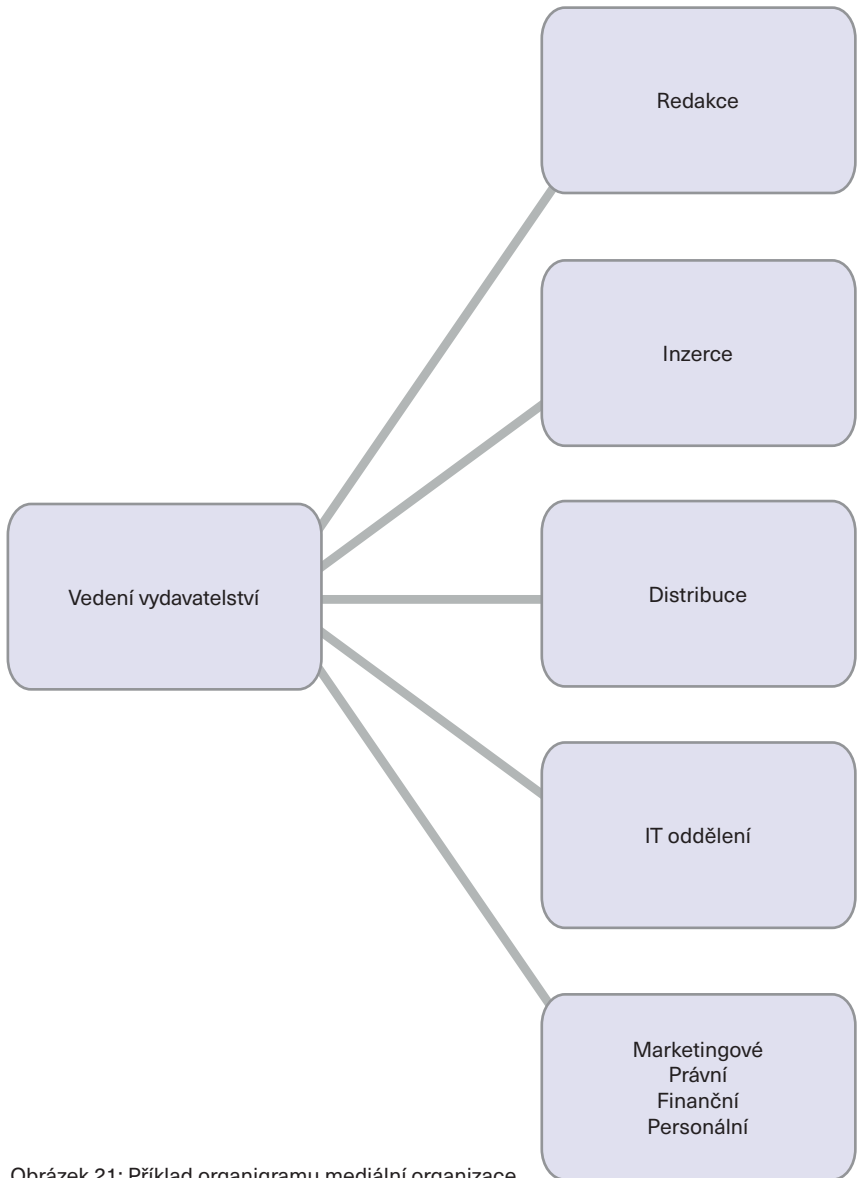 Redakce
Inzerce
Vedení vydavatelství
Distribuce
IT oddělení
Marketingové
Právní
Finanční
Personální
Obrázek 21: Příklad organigramu mediální organizace